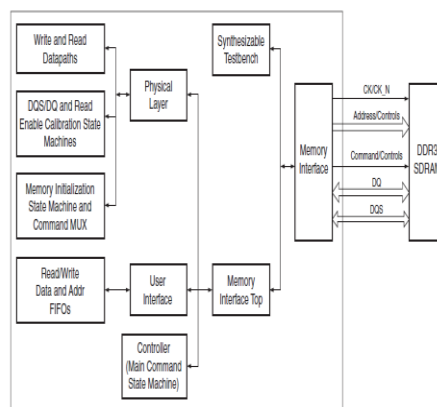 Write and Read
Datapaths
DQS/DQ and Read
Enable Calibration State
Machines
Memory Initialization
State Machine and
Command MUX
Read/Write
Data and Addr
FIFOs
Physical
Layer
User
Interface
Controller
(Main Command
State Machine)
Synthesizable
Testbench
Memory
Interface Top
Memory
Interface
CK/CK_N
Address/Controls
Command/Controls
DQ
DQS
DDR3
SDRAM